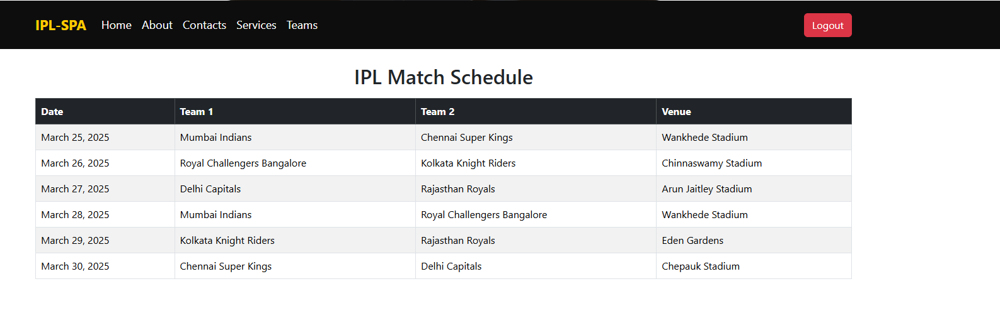 IPL-SPA Home About Contacts Services Teams Logout
IPL Match Schedule
Date Team 1 Team 2 Venue
March 25, 2025 Mumbai Indians Chennai Super Kings Wankhede Stadium
March 26, 2025 Royal Challengers Bangalore Kolkata Knight Riders Chinnaswamy Stadium
March 27, 2025 Delhi Capitals Rajasthan Royals Arun Jaitley Stadium
March 28, 2025 Mumbai Indians Royal Challengers Bangalore Wankhede Stadium
March 29, 2025 Kolkata Knight Riders Rajasthan Royals Eden Gardens
March 30, 2025 Chennai Super Kings Delhi Capitals Chepauk Stadium